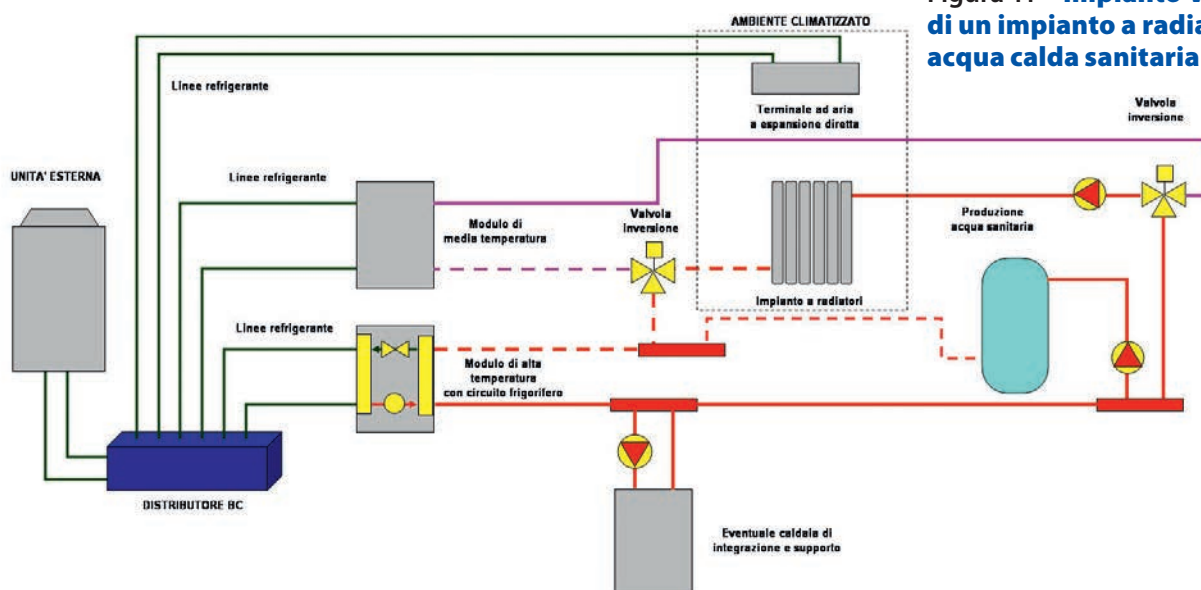 di un impianto a radia
acqua calda sanitaria
AMBIENTE CLIMATIZZATO
Linee refrigerante
Terminale ad aria
a espansione diretta
Valvola
inversione
UNITA' ESTERNA
Linee refrigerante
Modulo di
media temperatura
Valvola
inversione
Produzione
acqua sanitaria
Impianto a radiatori
Linee refrigerante
Modulo di alta
temperatura
con circuito frigorifero
DISTRIBUTORE BC
Eventuale caldaia di
integrazione e supporto